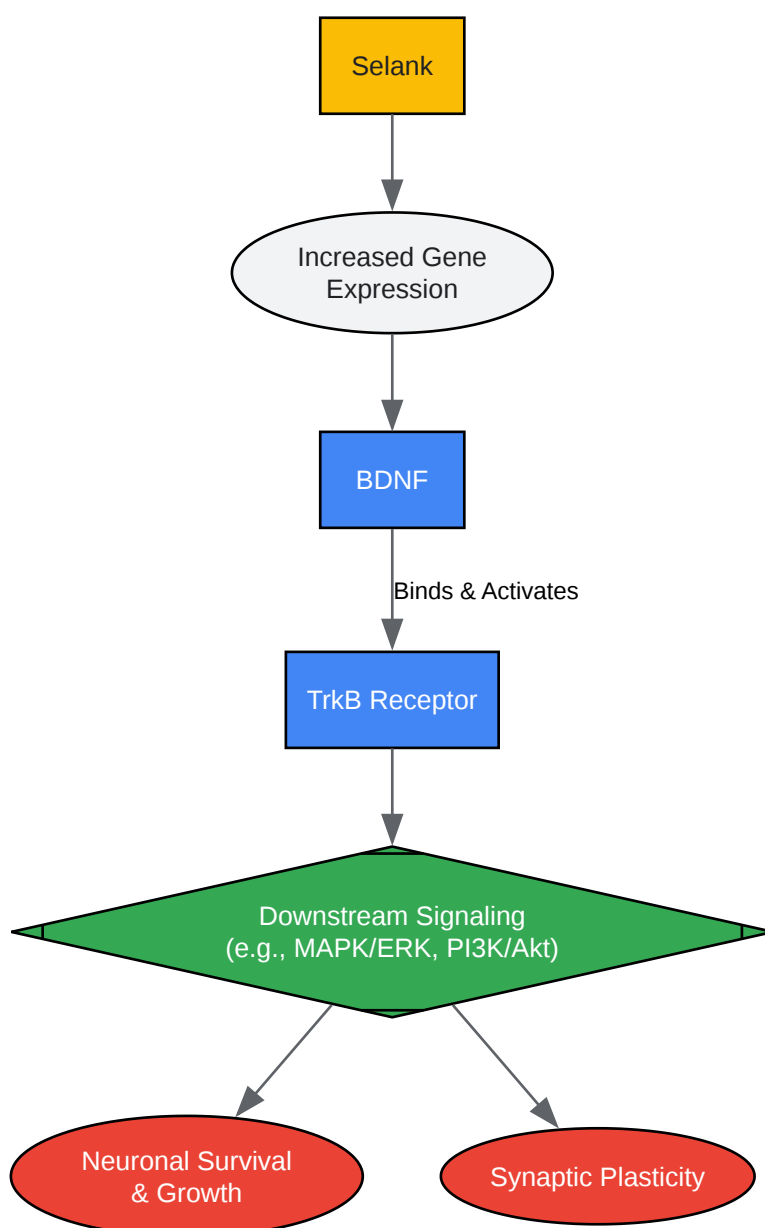 Selank
Increased Gene
Expression
BDNF
Binds & Activates
TrkB Receptor
Downstream Signaling
(e.g., MAPK/ERK, PI3K/Akt)
Neuronal Survival
& Growth
Synaptic Plasticity